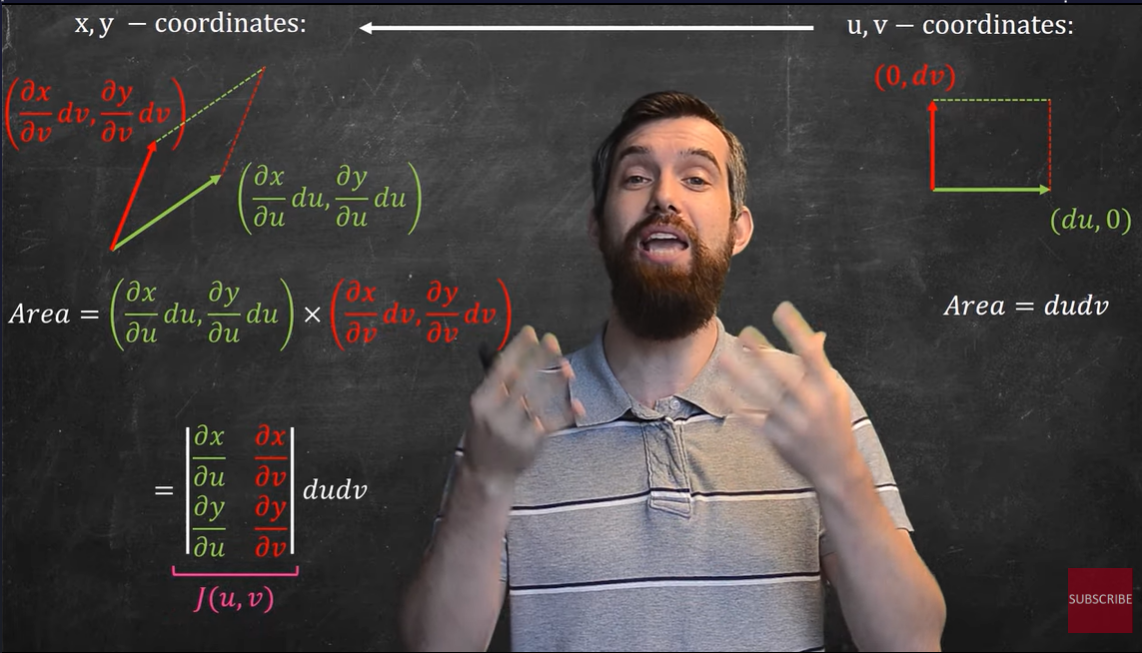 x, y − coordinates:
u, v − coordinates:
(∂x/∂v dv, ∂y/∂v dv)
(0, dv)
(∂x/∂u du, ∂y/∂u du)
(du, 0)
Area = (∂x/∂u du, ∂y/∂u du) × (∂x/∂v dv, ∂y/∂v dv)
Area = dudv
= |∂x/∂u ∂x/∂v
∂y/∂u ∂y/∂v| dudv
J(u, v)
SUBSCRIBE